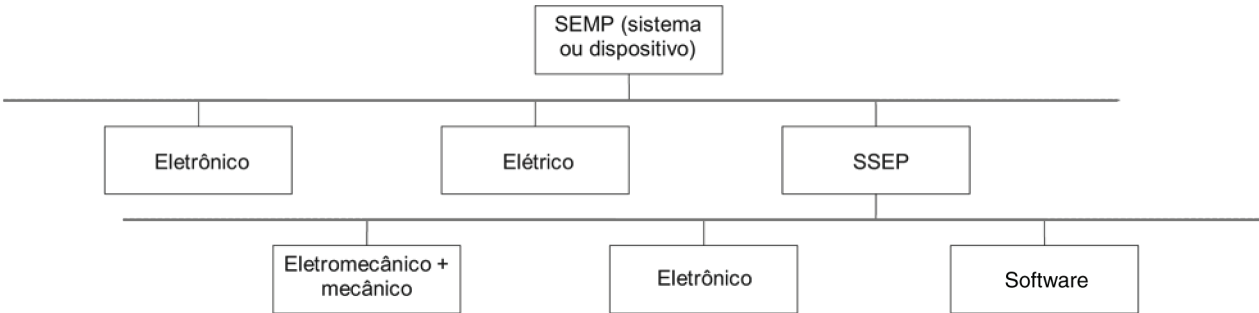 SEMP (sistema
ou dispositivo)
Eletrônico
Elétrico
SSEP
Eletromecânico +
mecânico
Eletrônico
Software